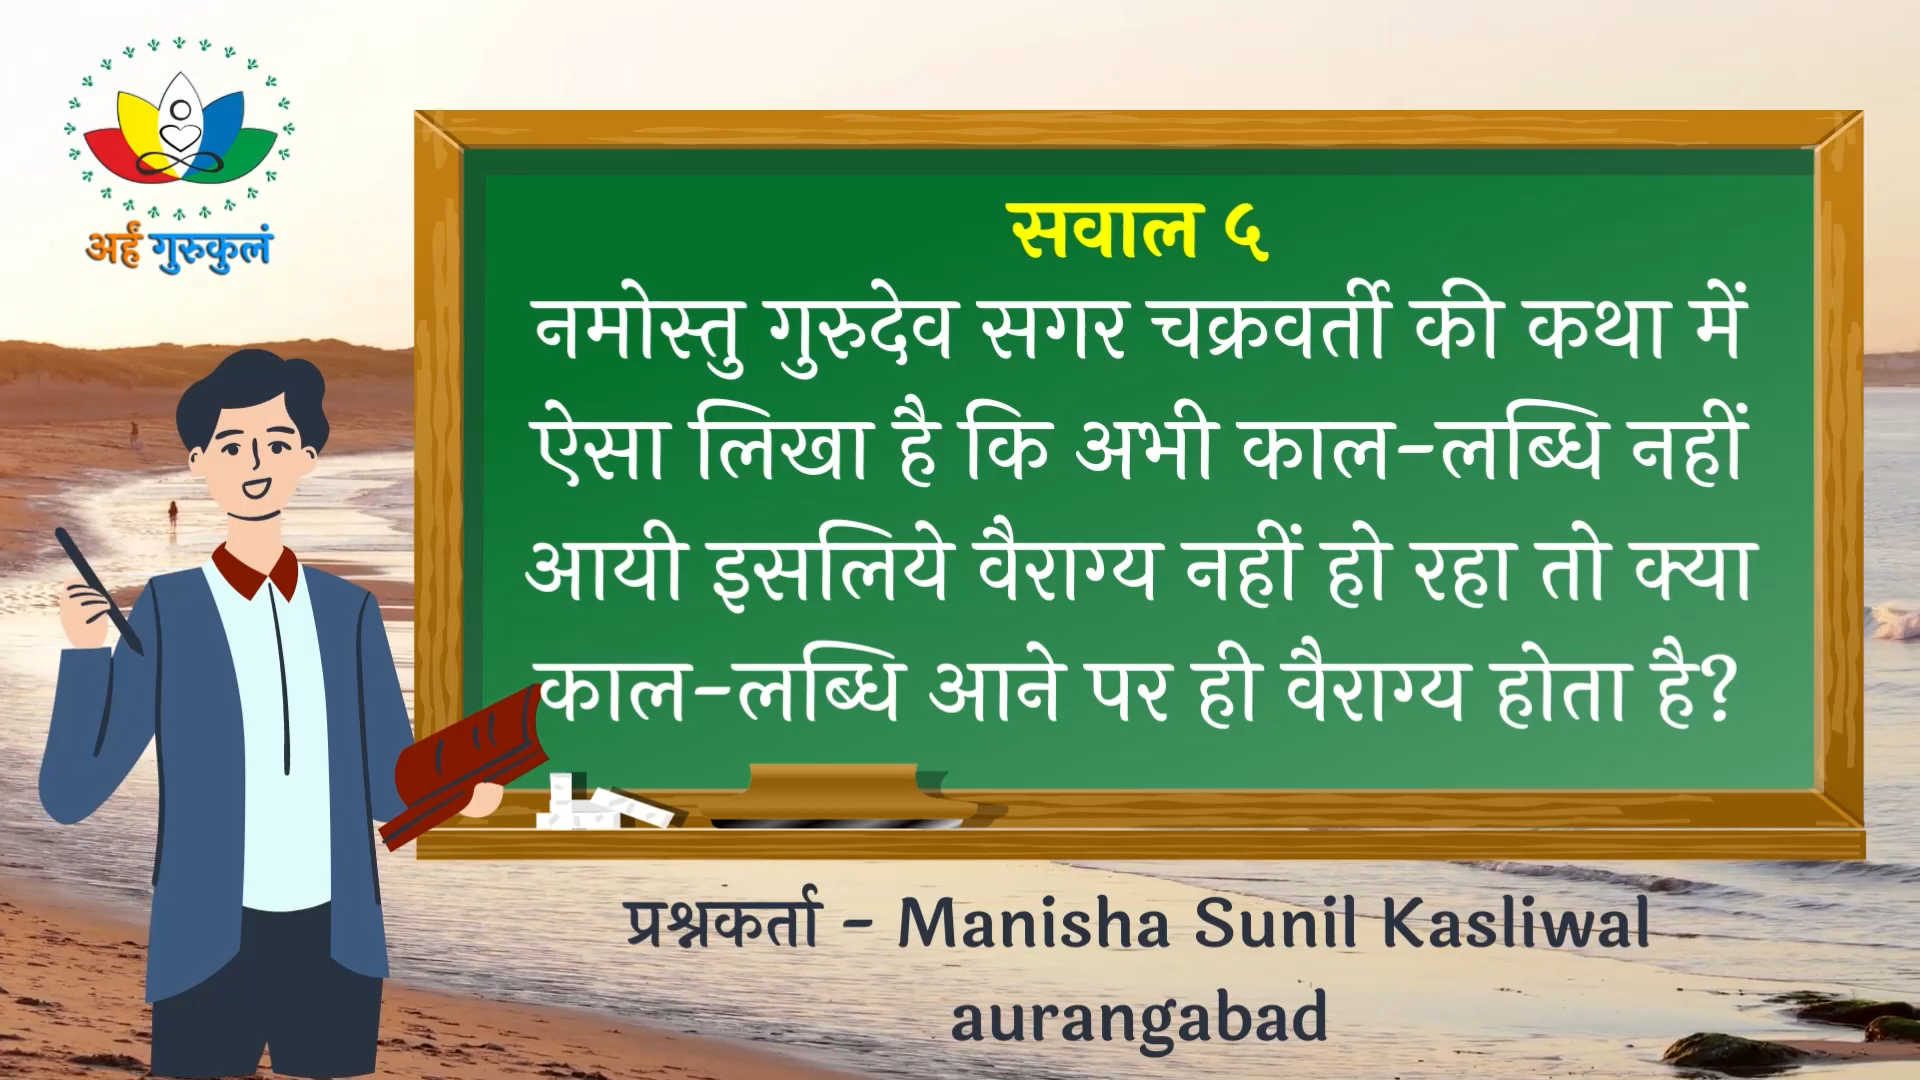 अर्हं गुरुकुलं
सवाल ५
नमोस्तु गुरुदेव सगर चक्रवर्ती की कथा में
ऐसा लिखा है कि अभी काल-लब्धि नहीं
आयी इसलिये वैराग्य नहीं हो रहा तो क्या
काल-लब्धि आने पर ही वैराग्य होता है?
प्रश्नकर्ता - Manisha Sunil Kasliwal
aurangabad